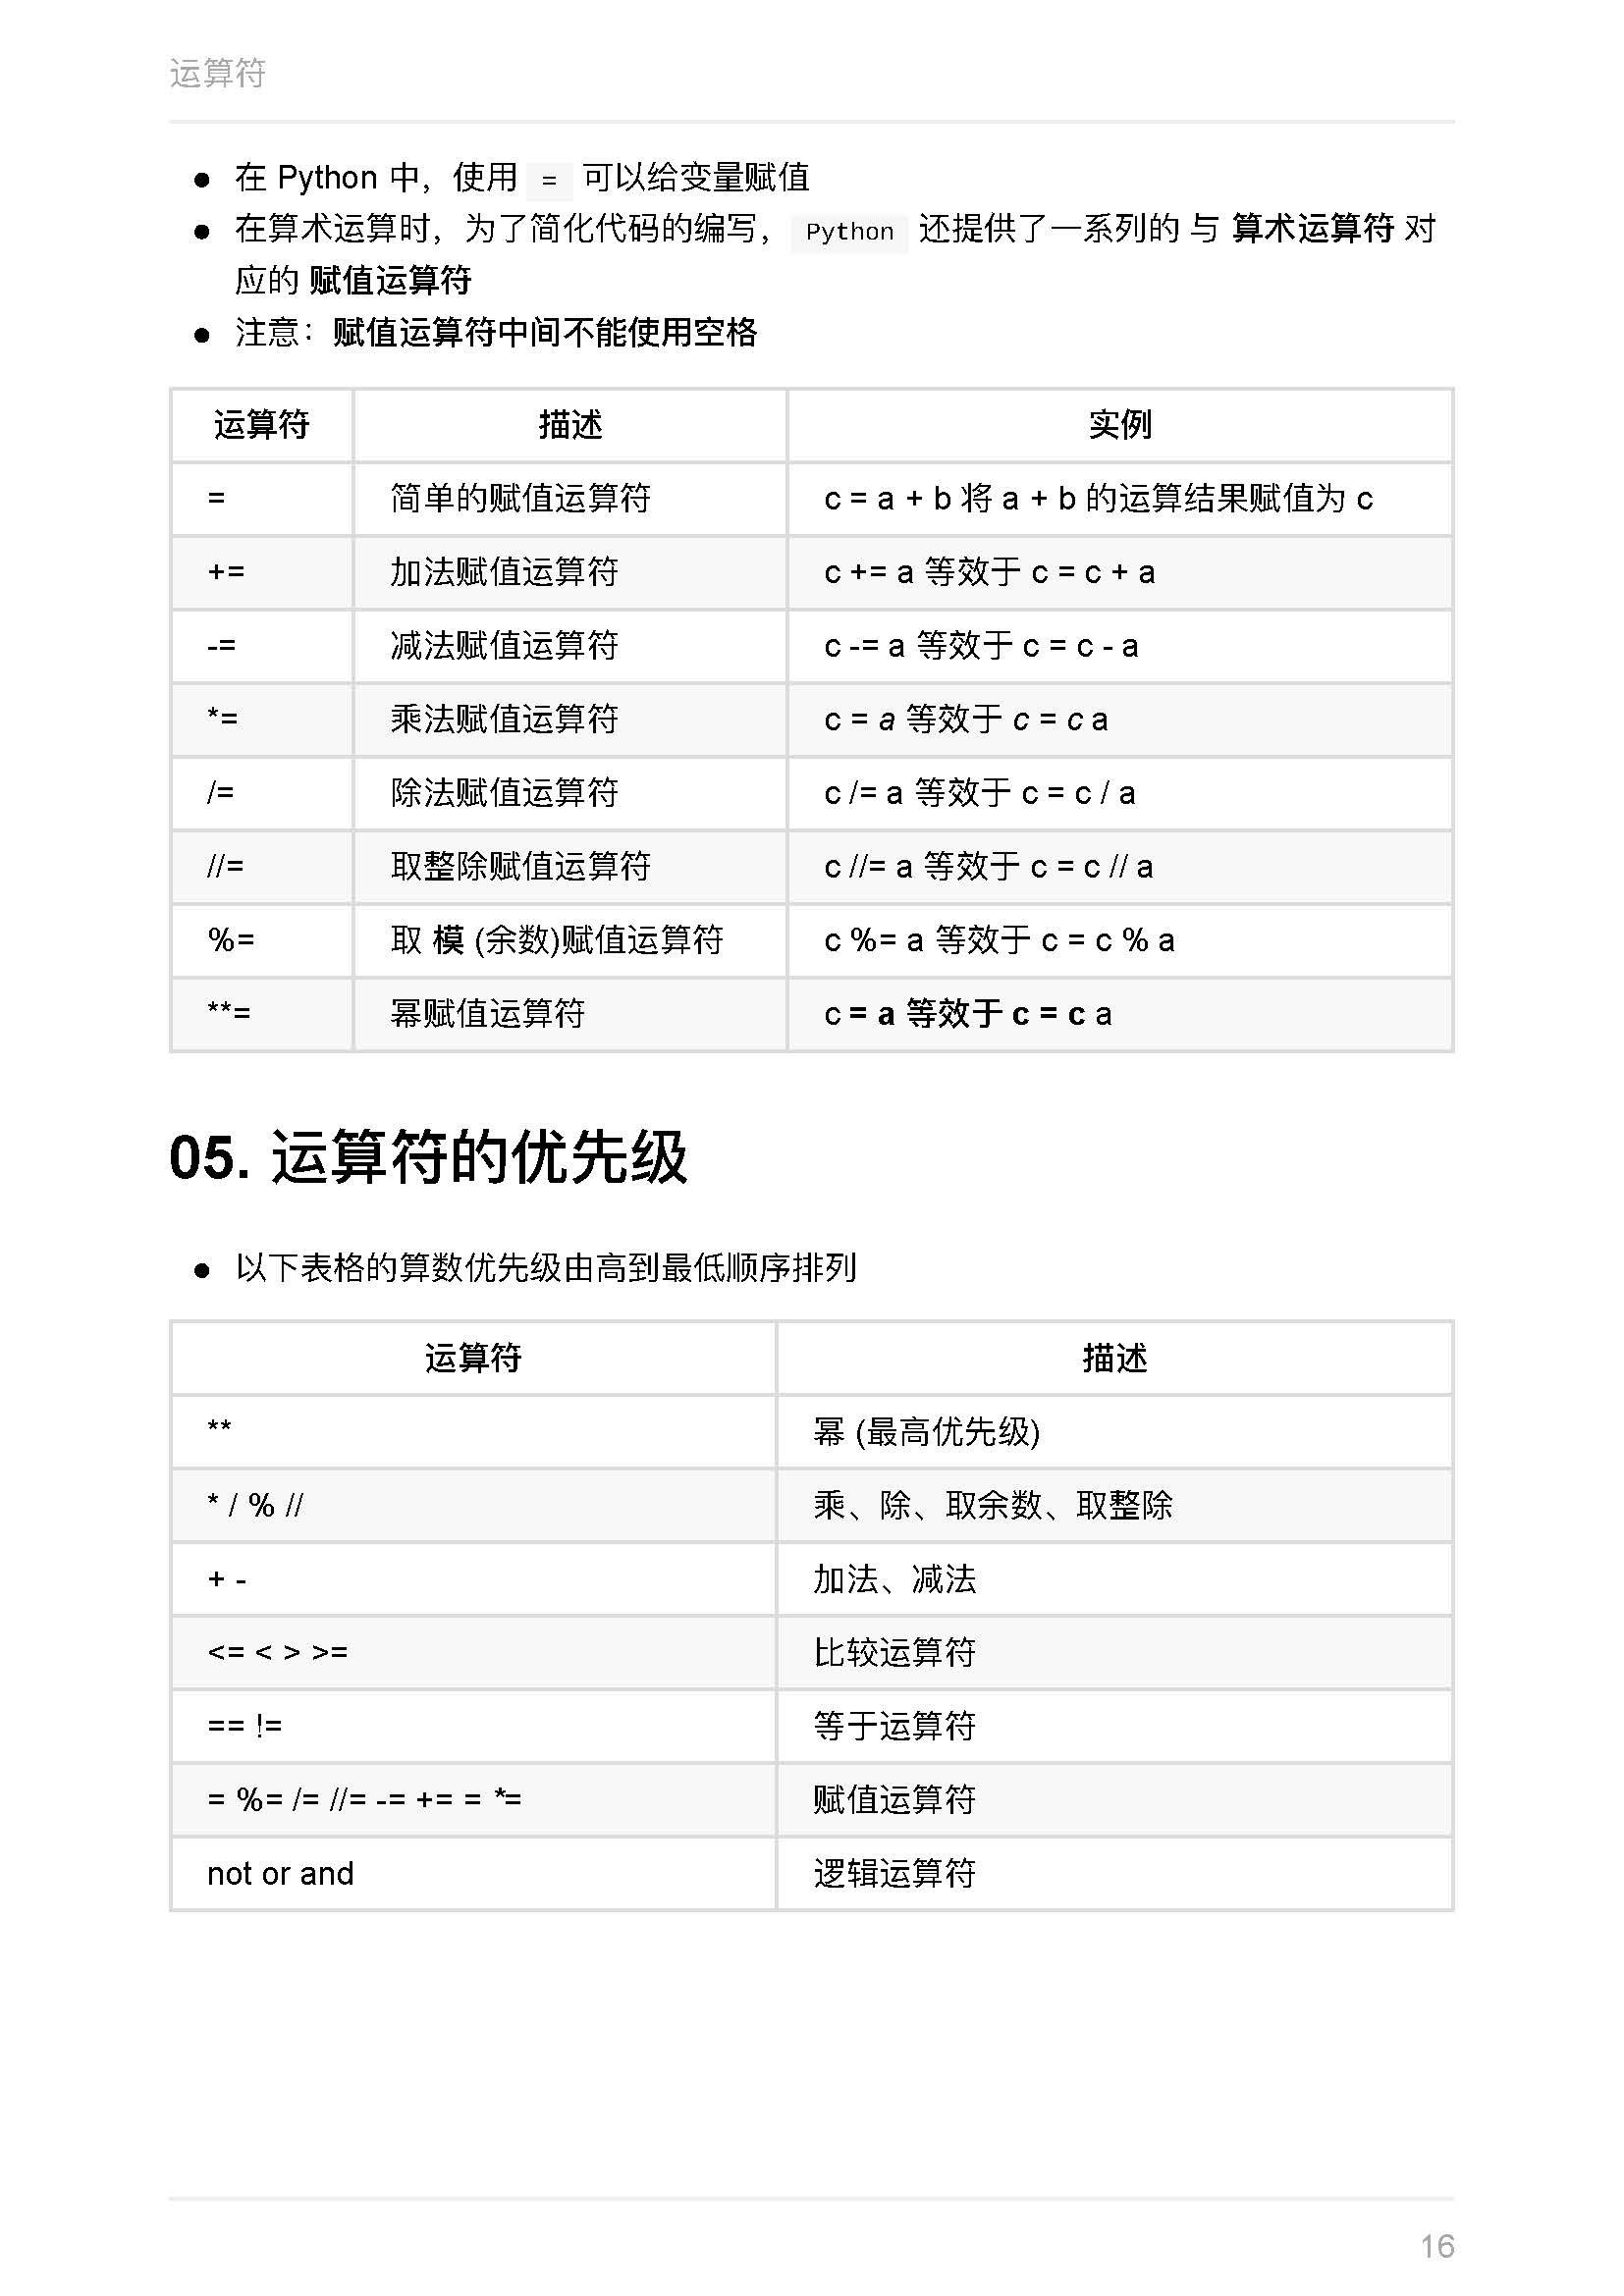 运算符
● 在 Python 中，使用 = 可以给变量赋值
● 在算术运算时，为了简化代码的编写， Python 还提供了一系列的 与 算术运算符 对
应的 赋值运算符
● 注意：赋值运算符中间不能使用空格
运算符 描述 实例
= 简单的赋值运算符 c = a + b 将 a + b 的运算结果赋值为 c
+= 加法赋值运算符 c += a 等效于 c = c + a
-= 减法赋值运算符 c -= a 等效于 c = c - a
*= 乘法赋值运算符 c = a 等效于 c = c a
/= 除法赋值运算符 c /= a 等效于 c = c / a
//= 取整除赋值运算符 c //= a 等效于 c = c // a
%= 取 模 (余数)赋值运算符 c %= a 等效于 c = c % a
**= 幂赋值运算符 c = a 等效于 c = c a
05. 运算符的优先级
● 以下表格的算数优先级由高到最低顺序排列
运算符 描述
** 幂 (最高优先级)
* / % // 乘、除、取余数、取整除
+ - 加法、减法
<= < > >= 比较运算符
== != 等于运算符
= %= /= //= -= += = *= 赋值运算符
not or and 逻辑运算符
16